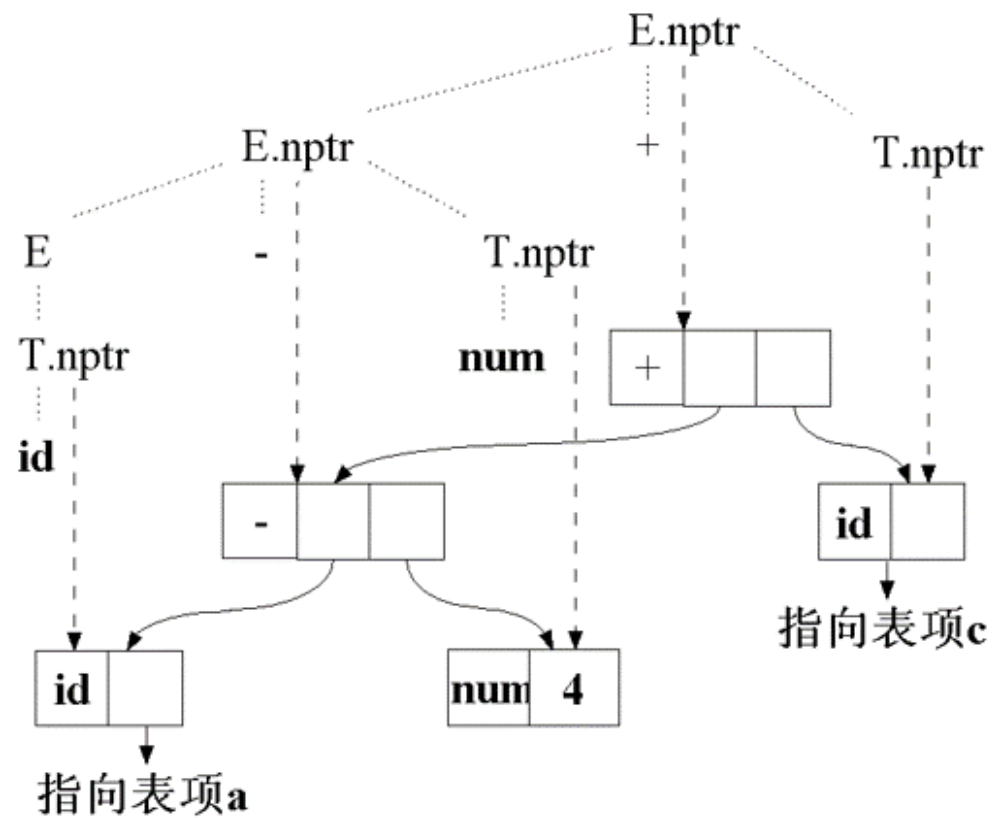 E.nptr
E.nptr + T.nptr
E - T.nptr
T.nptr num +
id
- id
指向表项c
id num 4
指向表项a